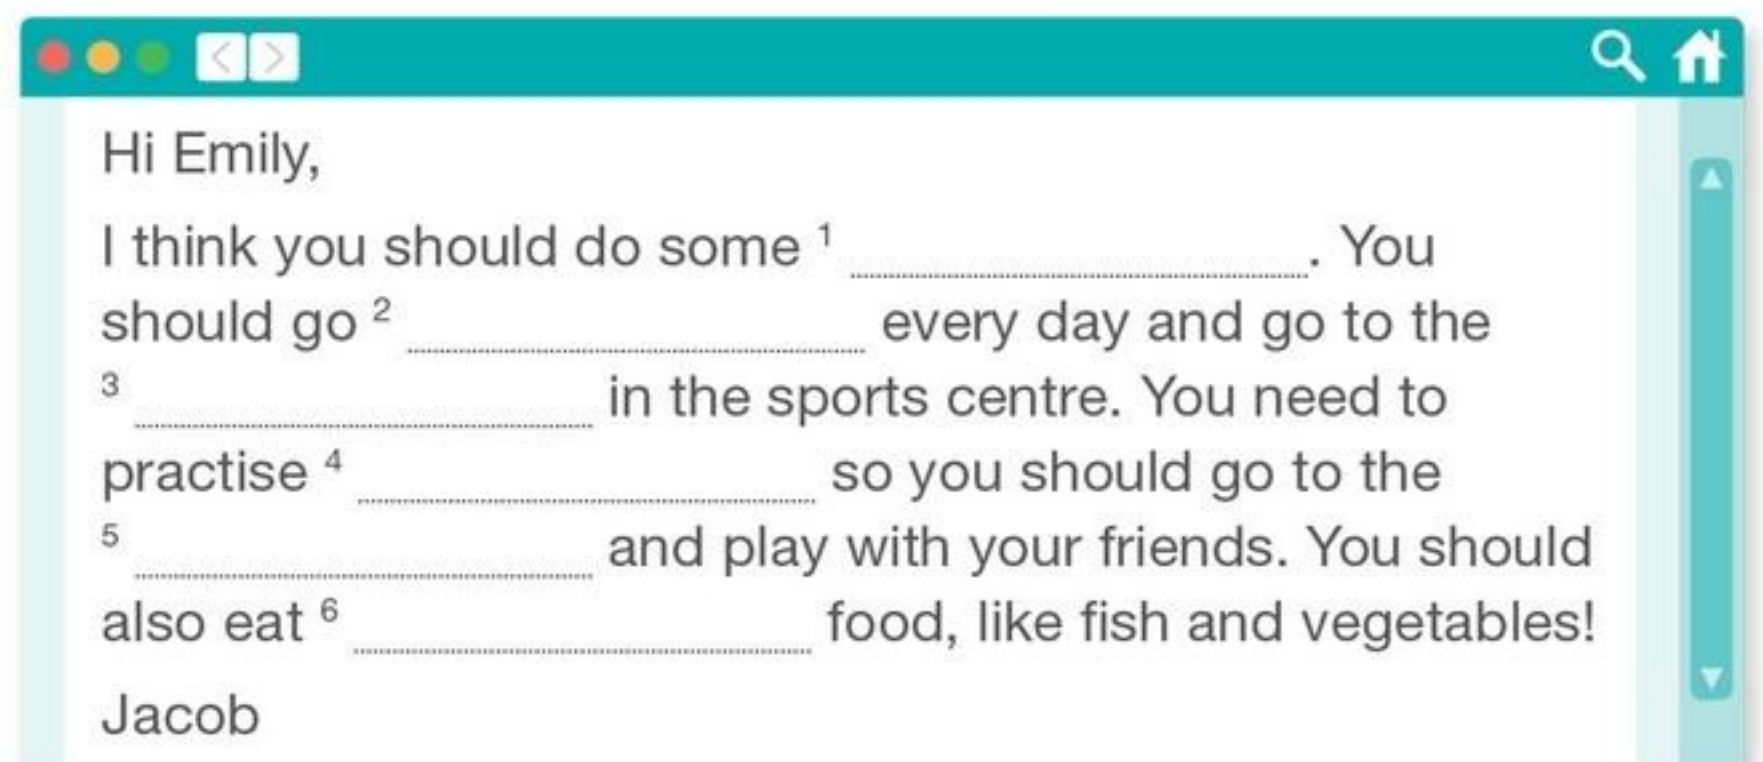 Hi Emily,
I think you should do some 1 ............................ . You
should go 2 ............................ every day and go to the
3 ............................ in the sports centre. You need to
practise 4 ............................ so you should go to the
5 ............................ and play with your friends. You should
also eat 6 ............................ food, like fish and vegetables!
Jacob